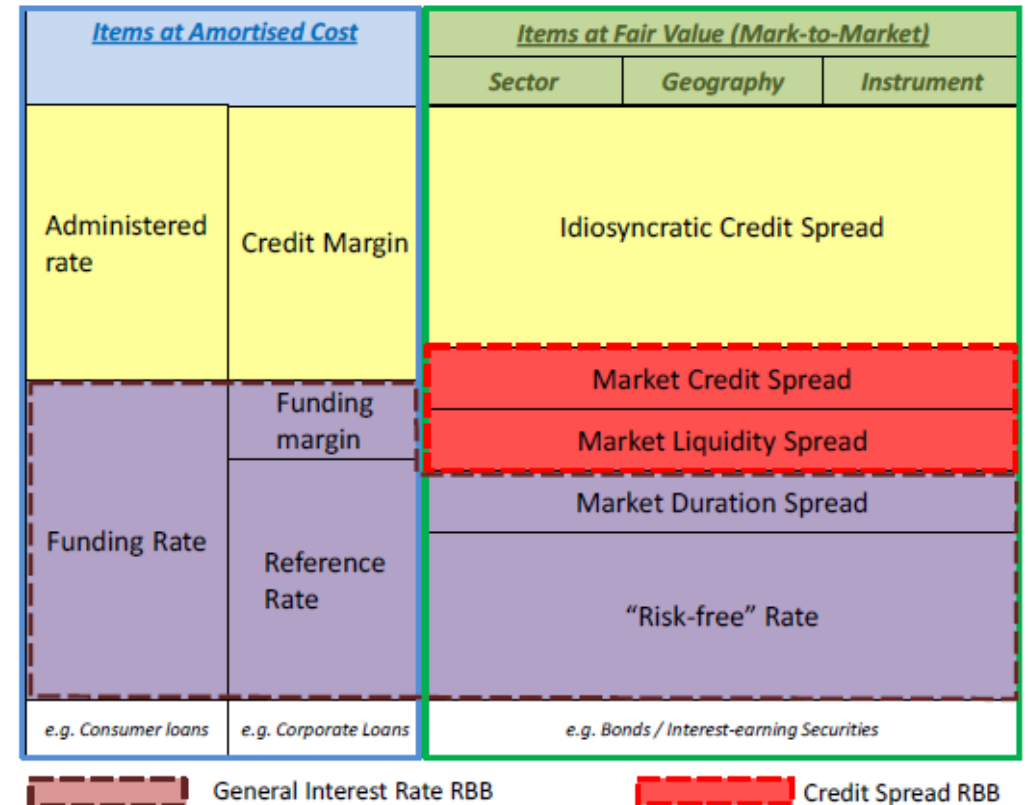 Items at Amortised Cost
Items at Fair Value (Mark-to-Market)
Sector
Geography
Instrument
Administered
rate
Credit Margin
Idiosyncratic Credit Spread
Market Credit Spread
Funding
margin
Market Liquidity Spread
Market Duration Spread
Funding Rate
Reference
Rate
“Risk-free” Rate
e.g. Consumer loans
e.g. Corporate Loans
e.g. Bonds / Interest-earning Securities
General Interest Rate RBB
Credit Spread RBB